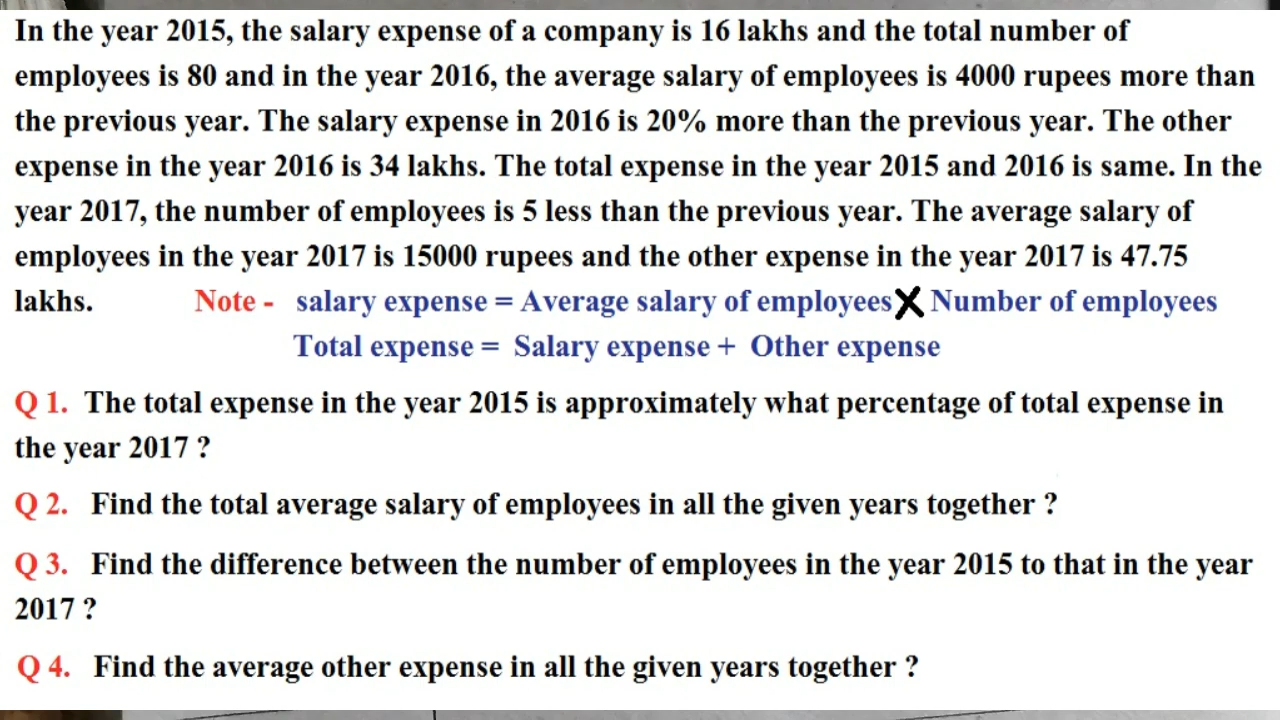 In the year 2015, the salary expense of a company is 16 lakhs and the total number of
employees is 80 and in the year 2016, the average salary of employees is 4000 rupees more than
the previous year. The salary expense in 2016 is 20% more than the previous year. The other
expense in the year 2016 is 34 lakhs. The total expense in the year 2015 and 2016 is same. In the
year 2017, the number of employees is 5 less than the previous year. The average salary of
employees in the year 2017 is 15000 rupees and the other expense in the year 2017 is 47.75
lakhs. Note - salary expense = Average salary of employees X Number of employees
Total expense = Salary expense + Other expense
Q 1. The total expense in the year 2015 is approximately what percentage of total expense in
the year 2017 ?
Q 2. Find the total average salary of employees in all the given years together ?
Q 3. Find the difference between the number of employees in the year 2015 to that in the year
2017 ?
Q 4. Find the average other expense in all the given years together ?